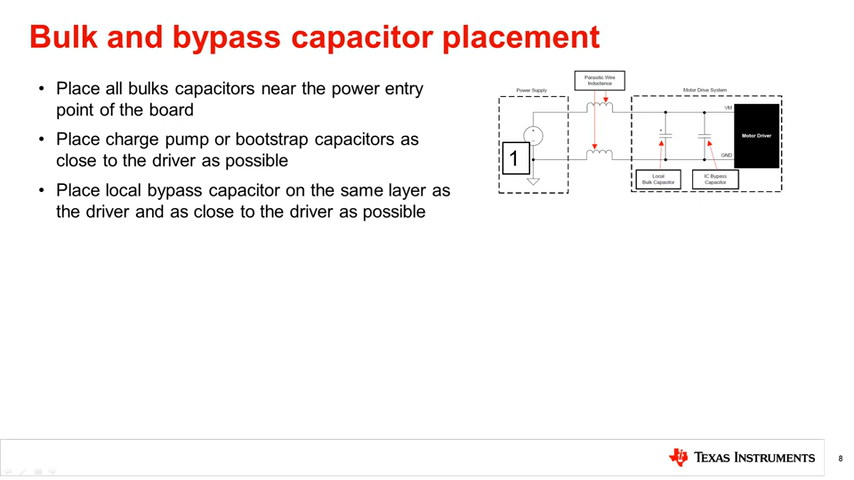 Bulk and bypass capacitor placement
• Place all bulks capacitors near the power entry
point of the board
• Place charge pump or bootstrap capacitors as
close to the driver as possible
• Place local bypass capacitor on the same layer as
the driver and as close to the driver as possible
Parasitic Wire
Inductance
Power Supply
Motor Drive System
VM
+
+
Motor Driver
–
1
GND
Local
Bulk Capacitor
IC Bypass
Capacitor
TEXAS INSTRUMENTS
8